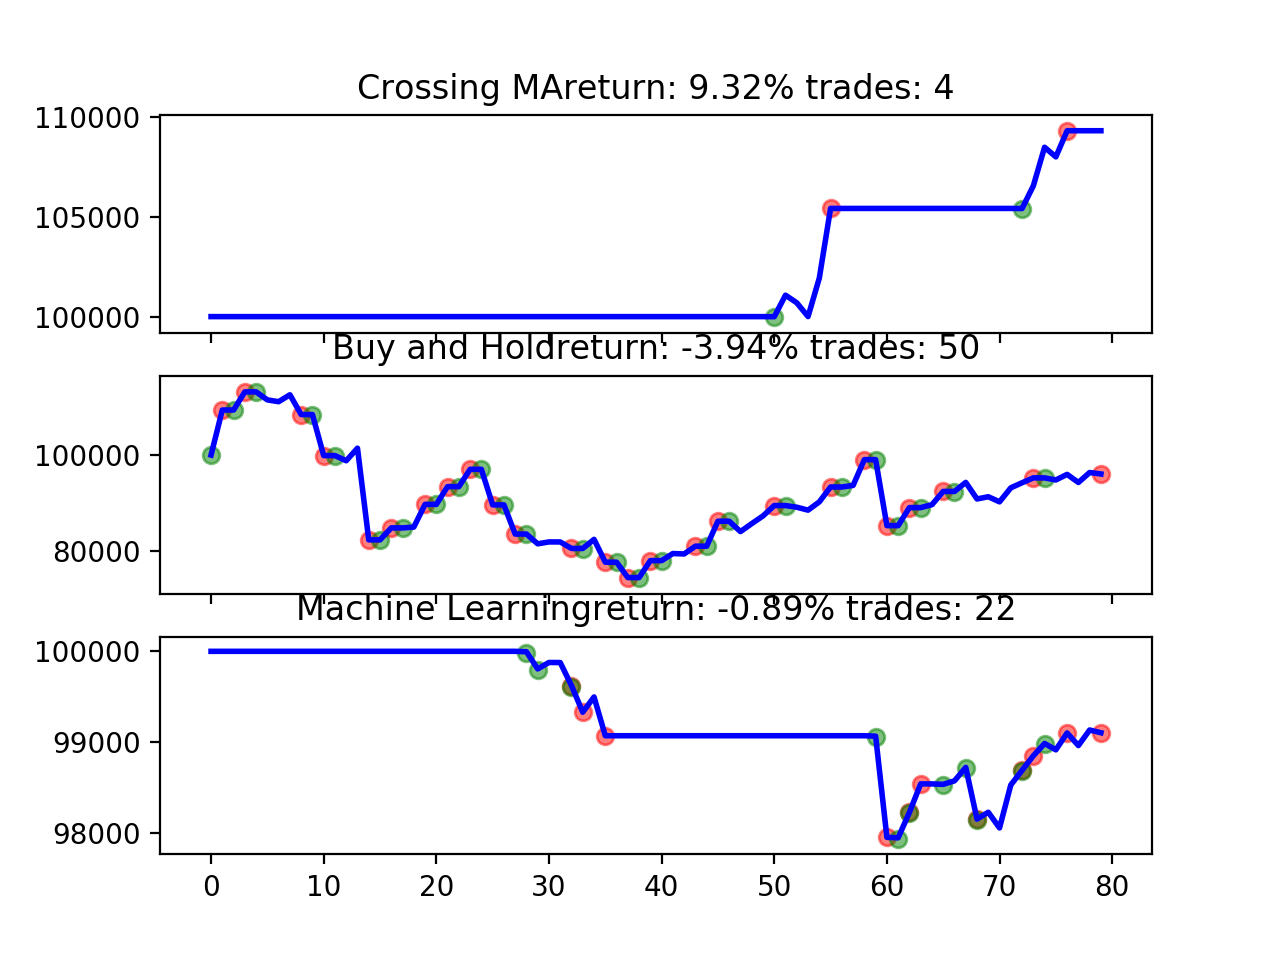 Crossing MAreturn: 9.32% trades: 4
110000
105000
100000
Buy and Holdreturn: -3.94% trades: 50
100000
80000
Machine Learningreturn: -0.89% trades: 22
100000
99000
98000
0 10 20 30 40 50 60 70 80